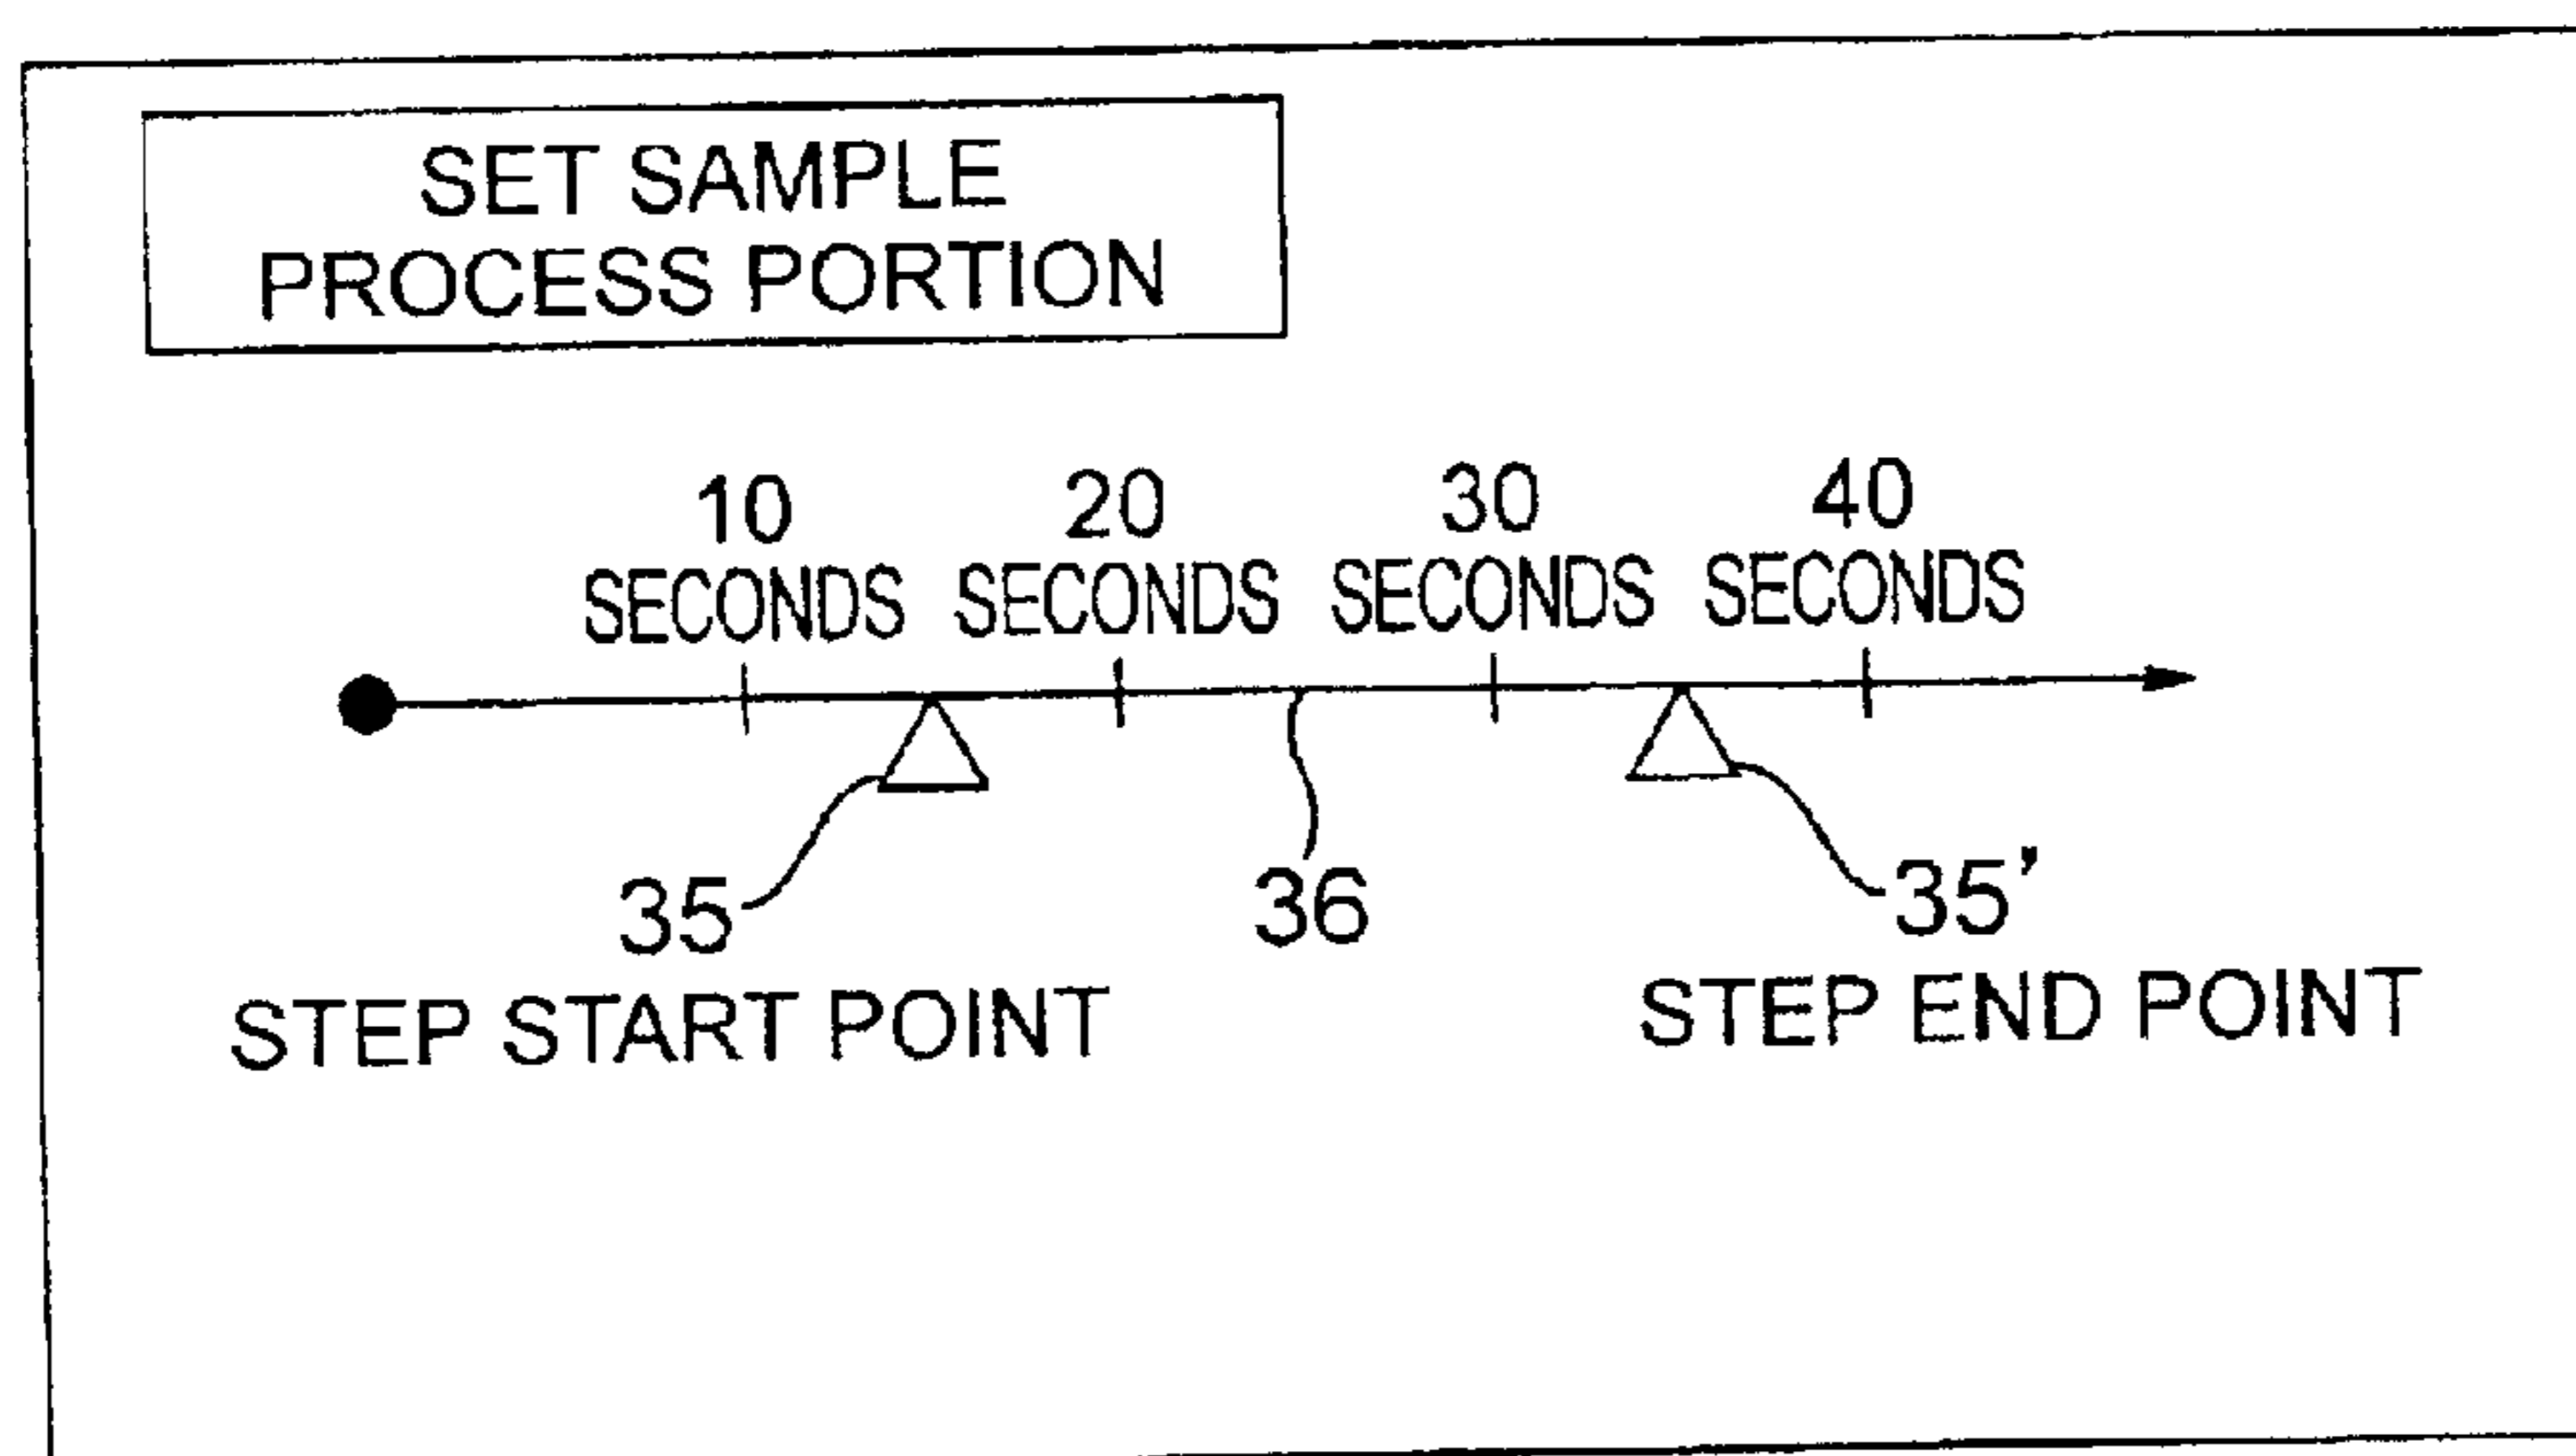 SET SAMPLE
PROCESS PORTION
10 20 30 40
SECONDS SECONDS SECONDS SECONDS
35 36 35'
STEP START POINT STEP END POINT